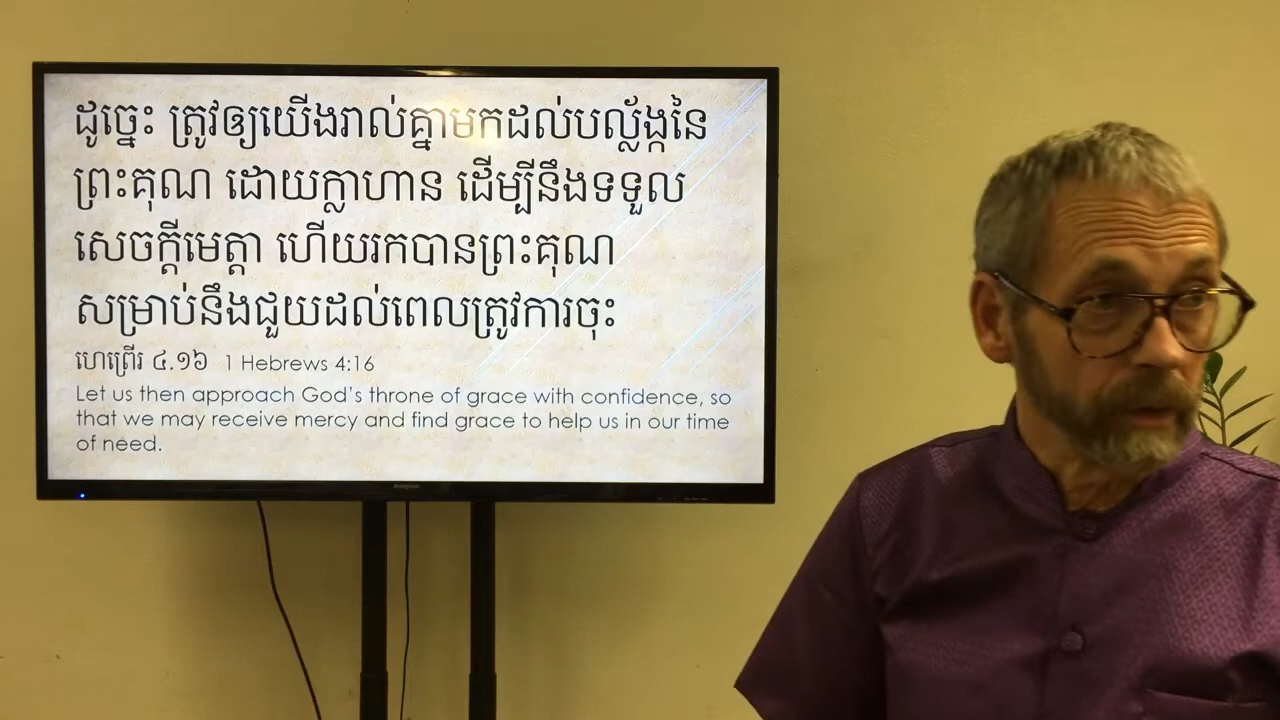 ដូច្នេះ ត្រូវឲ្យយើងរាល់គ្នាមកដល់បល្ល័ង្កនៃ
ព្រះគុណ ដោយក្លាហាន ដើម្បីនឹងទទួល
សេចក្ដីមេត្តា ហើយរកបានព្រះគុណ
សម្រាប់នឹងជួយដល់ពេលត្រូវការចុះ
ហេព្រើរ ៤.១៦ 1 Hebrews 4:16
Let us then approach God’s throne of grace with confidence, so
that we may receive mercy and find grace to help us in our time
of need.